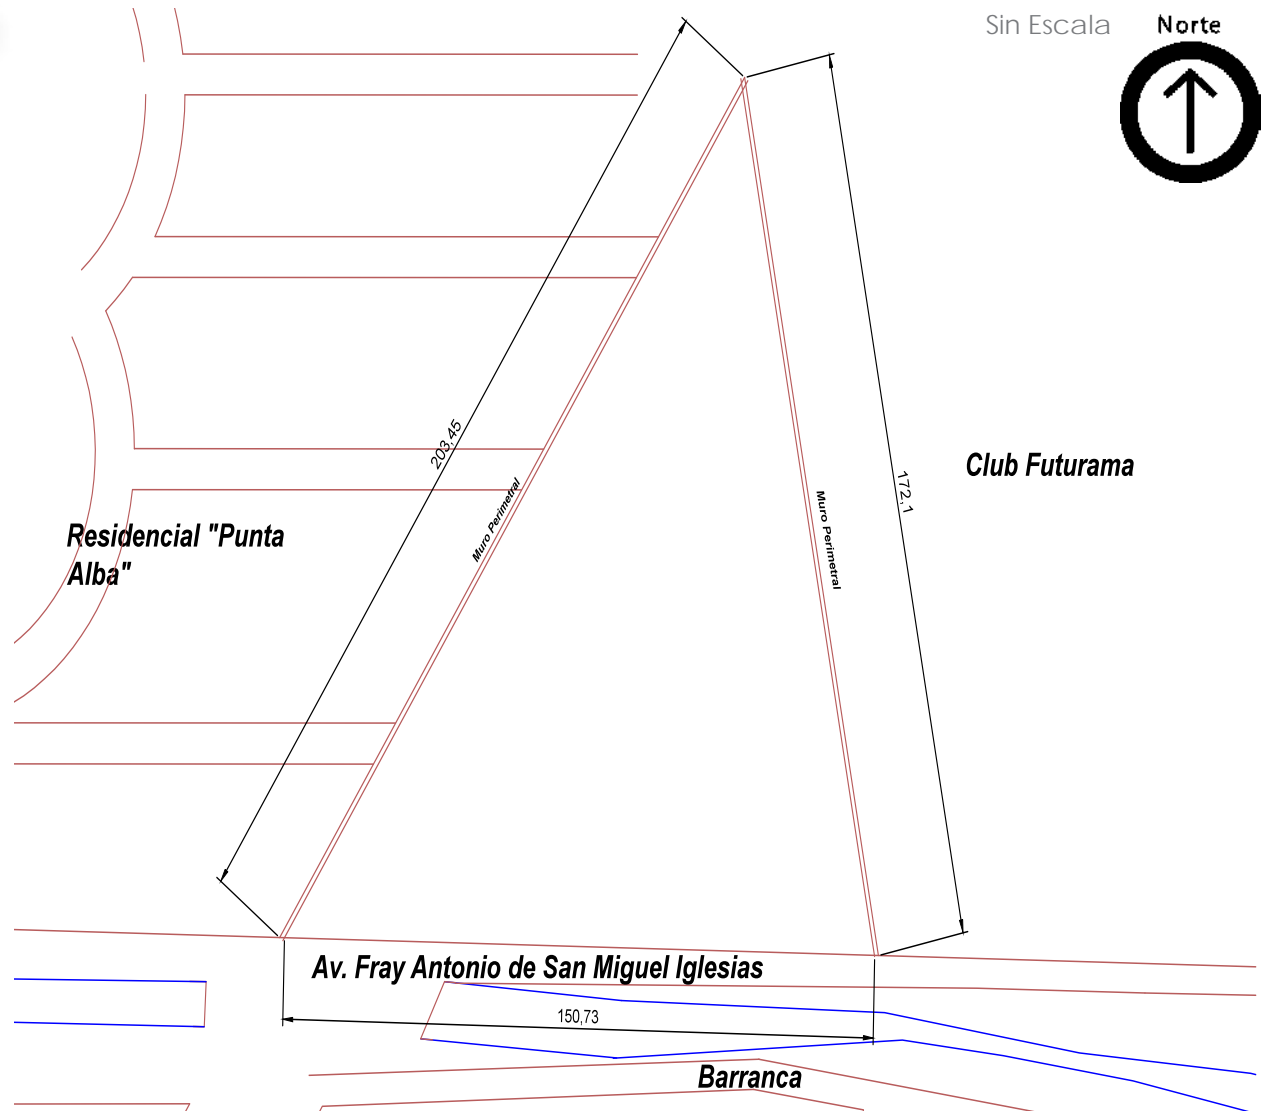 Sin Escala
Norte
203,45
Club Futurama
172,1
Muro Perimetral
Muro Perimetral
Residencial "Punta
Alba"
Av. Fray Antonio de San Miguel Iglesias
150,73
Barranca